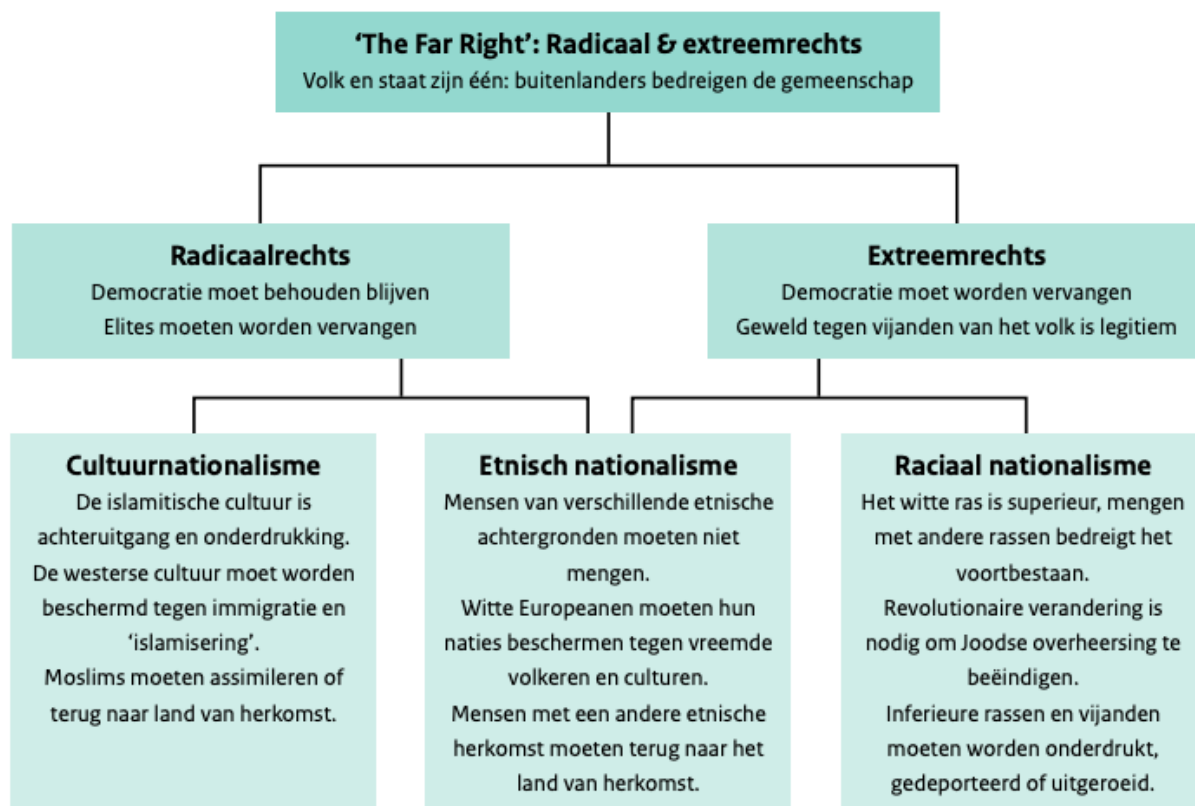 ‘The Far Right’: Radicaal & extreemrechts
Volk en staat zijn één: buitenlanders bedreigen de gemeenschap
Radicaalrechts
Democratie moet behouden blijven
Elites moeten worden vervangen
Extreemrechts
Democratie moet worden vervangen
Geweld tegen vijanden van het volk is legitiem
Cultuurnationalisme
De islamitische cultuur is
achteruitgang en onderdrukking.
De westerse cultuur moet worden
beschermd tegen immigratie en
‘islamisering’.
Moslims moeten assimileren of
terug naar land van herkomst.
Etnisch nationalisme
Mensen van verschillende etnische
achtergronden moeten niet
mengen.
Witte Europeanen moeten hun
naties beschermen tegen vreemde
volkeren en culturen.
Mensen met een andere etnische
herkomst moeten terug naar het
land van herkomst.
Raciaal nationalisme
Het witte ras is superieur, mengen
met andere rassen bedreigt het
voortbestaan.
Revolutionaire verandering is
nodig om Joodse overheersing te
beëindigen.
Inferieure rassen en vijanden
moeten worden onderdrukt,
gedeporteerd of uitgeroeid.